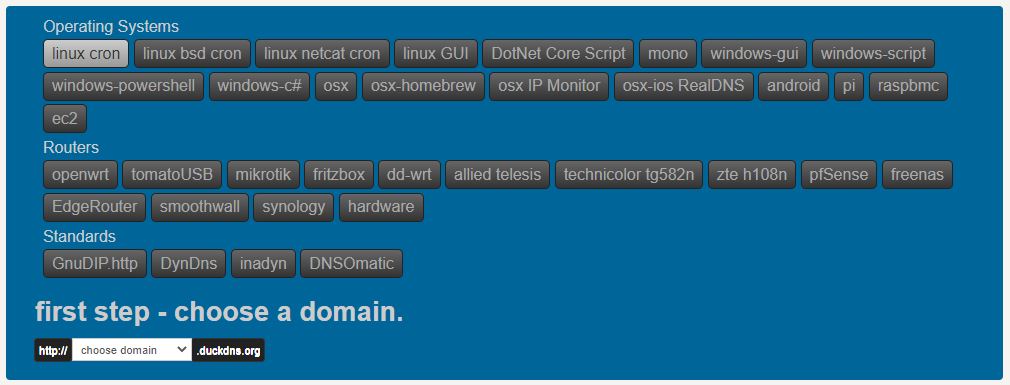 Operating Systems
linux cron linux bsd cron linux netcat cron linux GUI DotNet Core Script mono windows-gui windows-script
windows-powershell windows-c# osx osx-homebrew osx IP Monitor osx-ios RealDNS android pi raspbmc
ec2
Routers
openwrt tomatoUSB mikrotik fritzbox dd-wrt allied telesis technicolor tg582n zte h108n pfSense freenas
EdgeRouter smoothwall synology hardware
Standards
GnuDIP.http DynDns inadyn DNSOmatic
first step - choose a domain.
http:// choose domain .duckdns.org